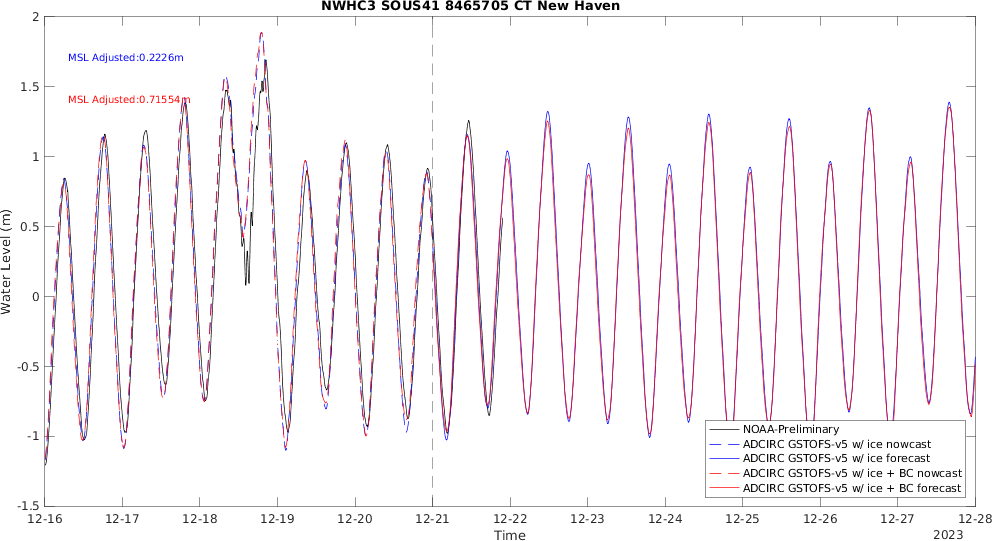 NWHC3 SOUS41 8465705 CT New Haven
MSL Adjusted:0.2226m
MSL Adjusted:0.71554m
Water Level (m)
2
1.5
1
0.5
0
-0.5
-1
-1.5
12-16 12-17 12-18 12-19 12-20 12-21 12-22 12-23 12-24 12-25 12-26 12-27 12-28
Time
2023
NOAA-Preliminary
ADCIRC GSTOFS-v5 w/ ice nowcast
ADCIRC GSTOFS-v5 w/ ice forecast
ADCIRC GSTOFS-v5 w/ ice + BC nowcast
ADCIRC GSTOFS-v5 w/ ice + BC forecast